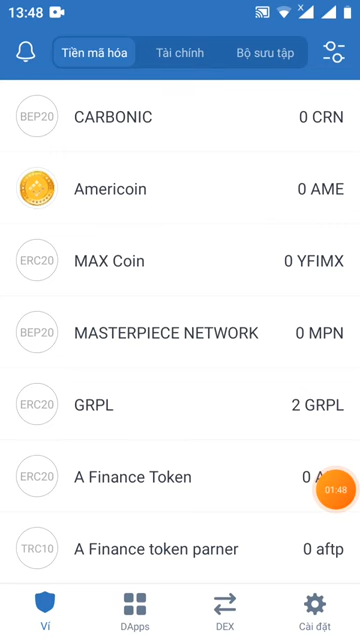 13:48
Tiền mã hóa
Tài chính
Bộ sưu tập
BEP20 CARBONIC 0 CRN
Americoin 0 AME
ERC20 MAX Coin 0 YFIMX
BEP20 MASTERPIECE NETWORK 0 MPN
ERC20 GRPL 2 GRPL
ERC20 A Finance Token 0
01:48
TRC10 A Finance token parner 0 aftp
Ví
DApps
DEX
Cài đặt